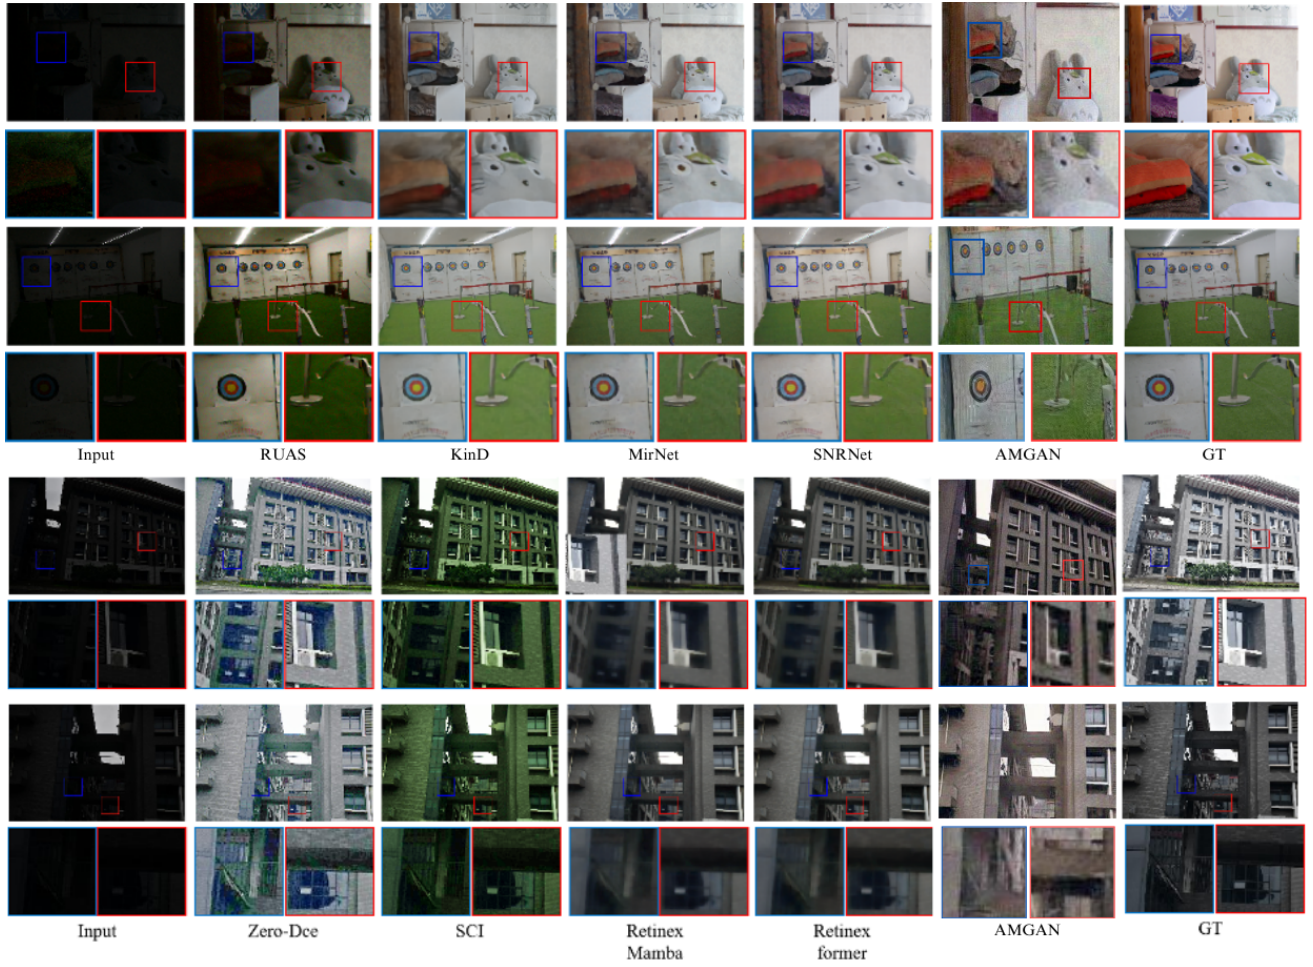 Input RUAS KinD MirNet SNRNet AMGAN GT
Input Zero-Dce SCI Retinex Retinex AMGAN GT
Mamba former